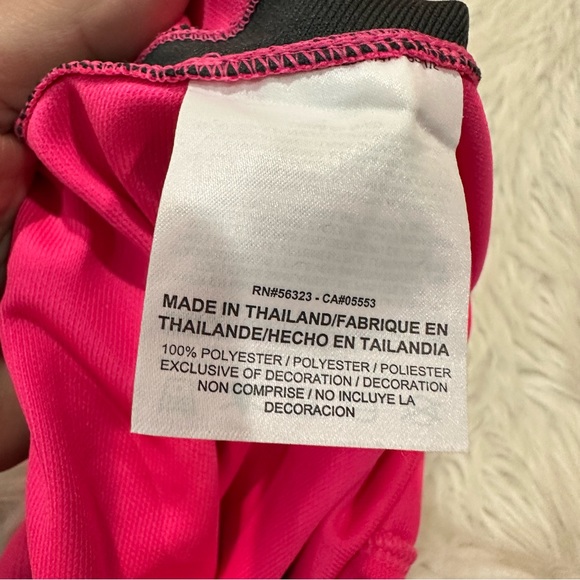 RN#56323 - CA#05553
MADE IN THAILAND/FABRIQUE EN
THAILANDE/HECHO EN TAILANDIA
100% POLYESTER / POLYESTER / POLIESTER
EXCLUSIVE OF DECORATION / DECORATION
NON COMPRISE / NO INCLUYE LA
DECORACION